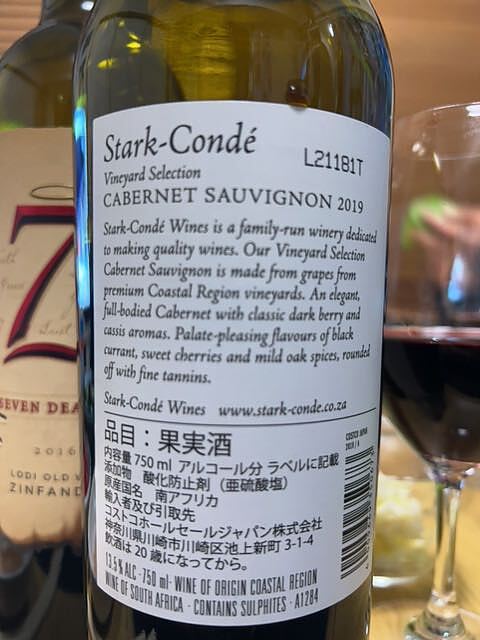 Stark-Condé
L21181T
Vineyard Selection
CABERNET SAUVIGNON 2019
Stark-Condé Wines is a family-run winery dedicated
to making quality wines. Our Vineyard Selection
Cabernet Sauvignon is made from grapes from
premium Coastal Region vineyards. An elegant,
full-bodied Cabernet with classic dark berry and
cassis aromas. Palate-pleasing flavours of black
currant, sweet cherries and mild oak spices, rounded
off with fine tannins.
Stark-Condé Wines www.stark-conde.co.za
品目：果実酒
内容量 750 ml アルコール分 ラベルに記載
添加物 酸化防止剤（亜硫酸塩）
原産国名 南アフリカ
輸入者及び引取先
コストコホールセールジャパン株式会社
神奈川県川崎市川崎区池上新町 3-1-4
飲酒は 20 歳になってから。
13.5% ALC · 750 ml · WINE OF ORIGIN COASTAL REGION
WINE OF SOUTH AFRICA · CONTAINS SULPHITES · A1284
COSTCO JAPAN
7
SEVEN DEA
2016
LODI OLD V
ZINFAND